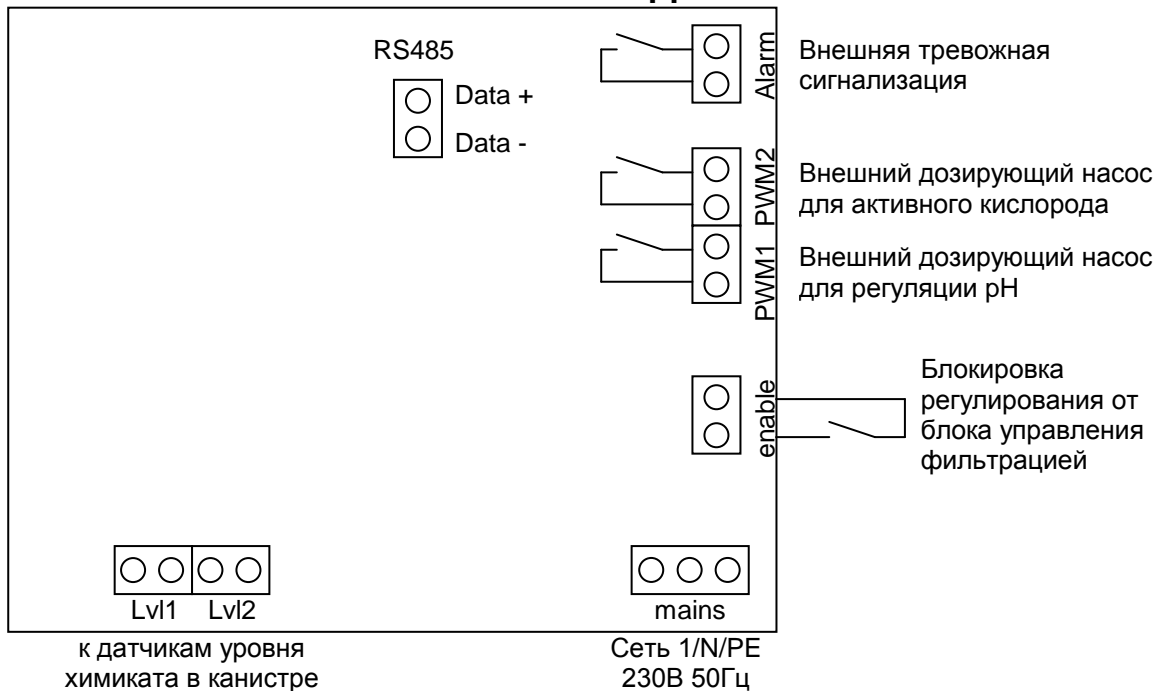 RS485
Data +
Data -
Alarm
Внешняя тревожная
сигнализация
PWM2
Внешний дозирующий насос
для активного кислорода
PWM1
Внешний дозирующий насос
для регуляции pH
enable
Блокировка
регулирования от
блока управления
фильтрацией
Lvl1 Lvl2
mains
к датчикам уровня
химиката в канистре
Сеть 1/N/PE
230В 50Гц